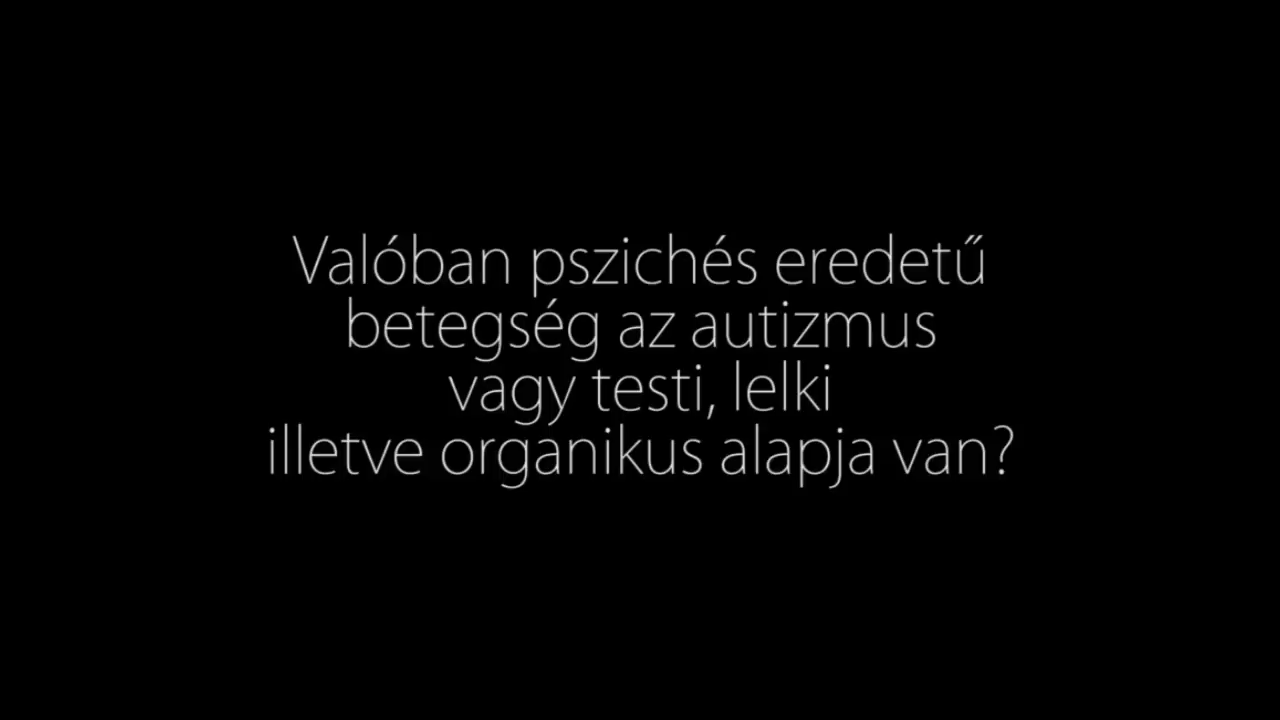 Valóban pszichés eredetű
betegség az autizmus
vagy testi, lelki
illetve organikus alapja van?